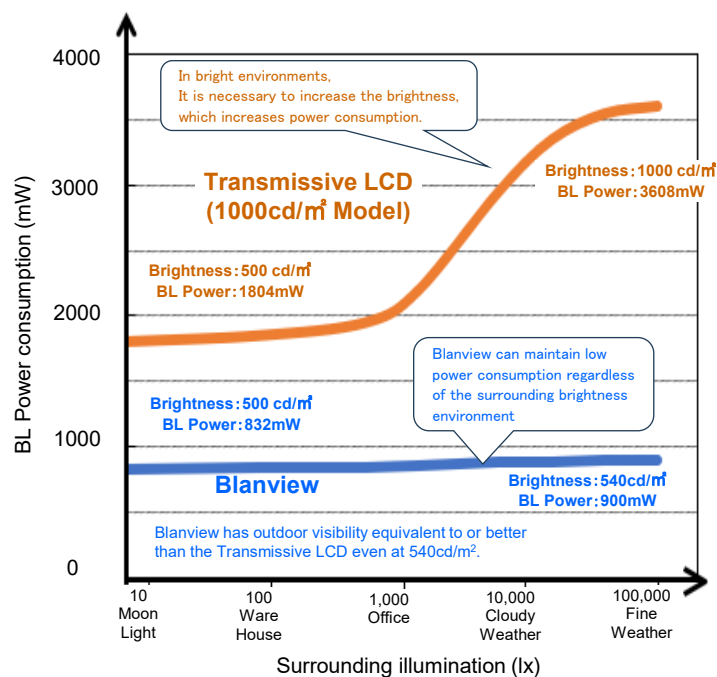 4000
In bright environments,
It is necessary to increase the brightness,
which increases power consumption.
Transmissive LCD
(1000cd/㎡ Model)
Brightness：1000 cd/㎡
BL Power：3608mW
3000
Brightness：500 cd/㎡
BL Power：1804mW
2000
Blanview can maintain low
power consumption regardless
of the surrounding brightness
environment
Brightness：500 cd/㎡
BL Power：832mW
1000
Blanview
Brightness：540cd/㎡
BL Power：900mW
Blanview has outdoor visibility equivalent to or better
than the Transmissive LCD even at 540cd/m².
0
BL Power consumption (mW)
10
Moon
Light
100
Ware
House
1,000
Office
10,000
Cloudy
Weather
100,000
Fine
Weather
Surrounding illumination (lx)